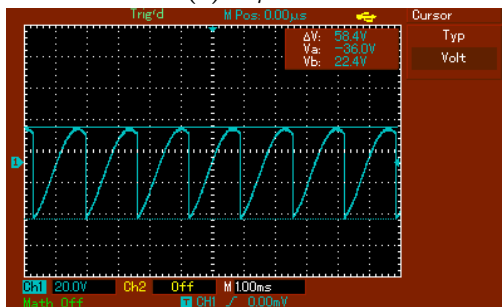 Trig'd M Pos: 0.00μs Cursor
ΔV: 58.4V
Va: -36.0V
Vb: 22.4V
Typ
Volt
1
Ch1 20.0V Ch2 Off M 1.00ms
Math Off T CH1 0.00mV